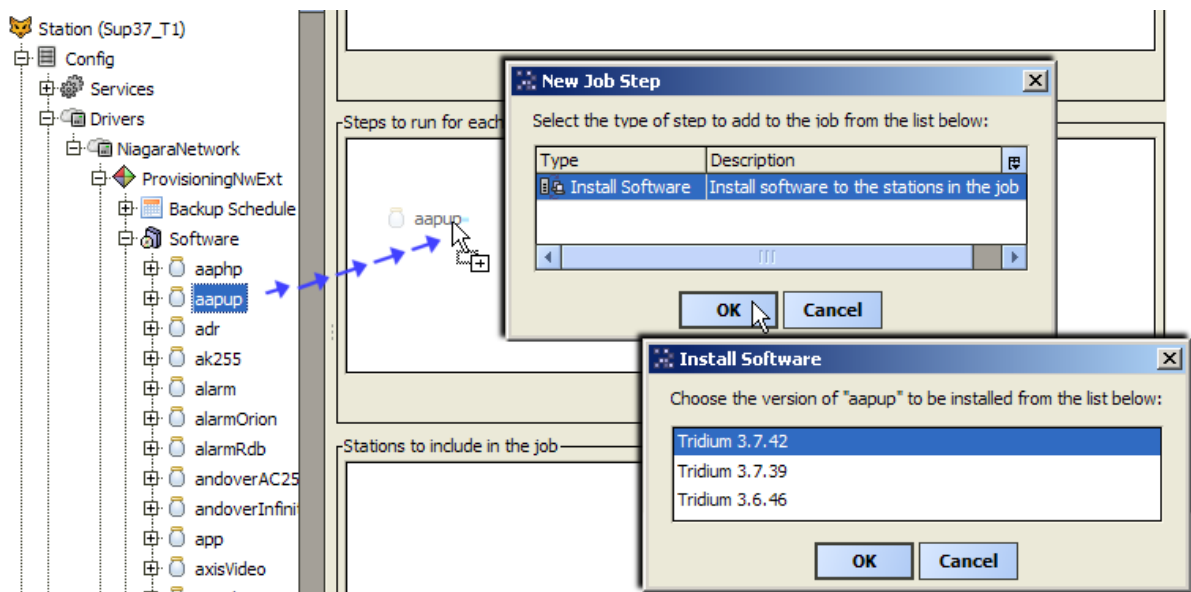 Station (Sup37_T1)
Config
Services
Drivers
NiagaraNetwork
ProvisioningNwExt
Backup Schedule
Software
aaphp
aapup
adr
ak255
alarm
alarmOrion
alarmRdb
andoverAC25
andoverInfini
app
axisVideo
Steps to run for each
aapup
New Job Step
Select the type of step to add to the job from the list below:
Type Description
Install Software Install software to the stations in the job
OK Cancel
Stations to include in the job
Install Software
Choose the version of "aapup" to be installed from the list below:
Tridium 3.7.42
Tridium 3.7.39
Tridium 3.6.46
OK Cancel